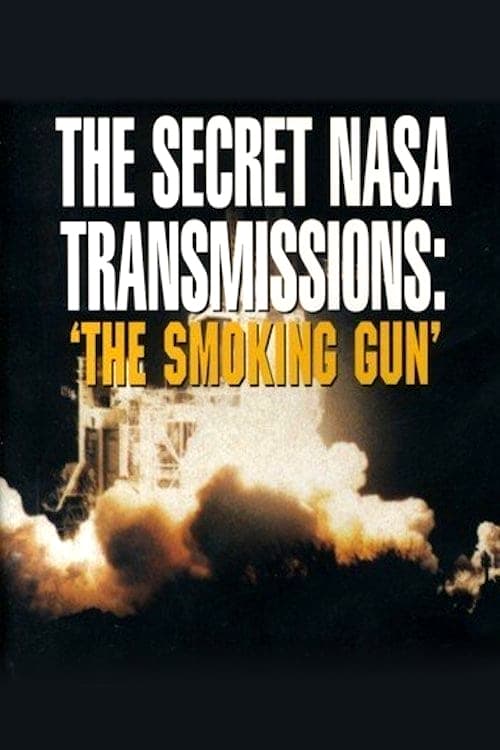 THE SECRET NASA
TRANSMISSIONS:
‘THE SMOKING GUN’